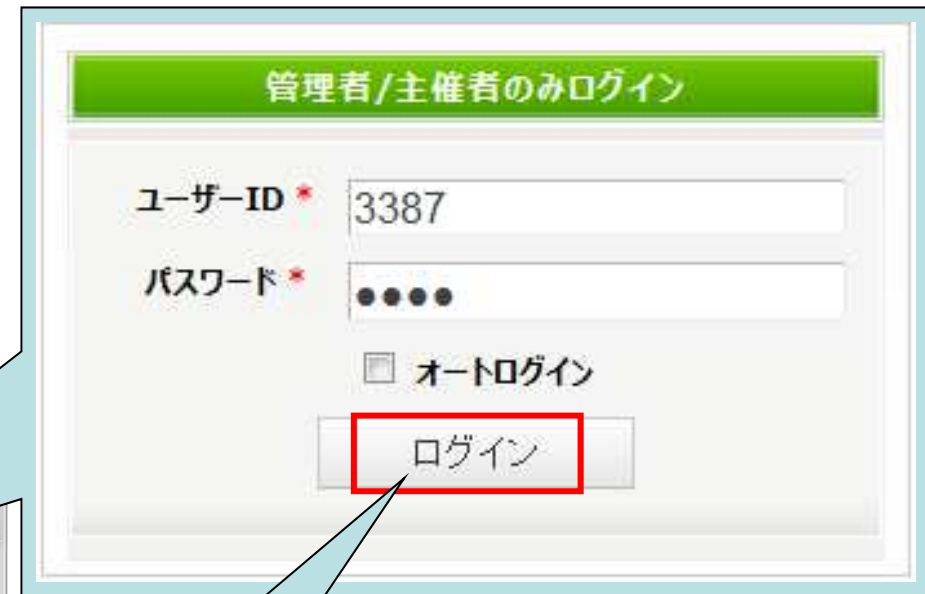 管理者/主催者のみログイン
ユーザーID *
3387
パスワード *
●●●●
オートログイン
ログイン